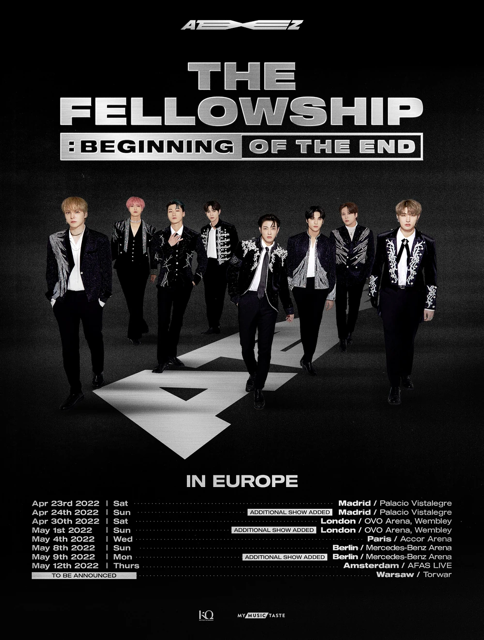 ATEEZ
THE
FELLOWSHIP
: BEGINNING OF THE END
IN EUROPE
Apr 23rd 2022 | Sat Madrid / Palacio Vistalegre
Apr 24th 2022 | Sun ADDITIONAL SHOW ADDED Madrid / Palacio Vistalegre
Apr 30th 2022 | Sat London / OVO Arena, Wembley
May 1st 2022 | Sun ADDITIONAL SHOW ADDED London / OVO Arena, Wembley
May 4th 2022 | Wed Paris / Accor Arena
May 8th 2022 | Sun Berlin / Mercedes-Benz Arena
May 9th 2022 | Mon ADDITIONAL SHOW ADDED Berlin / Mercedes-Benz Arena
May 12th 2022 | Thurs Amsterdam / AFAS LIVE
TO BE ANNOUNCED Warsaw / Torwar
KQ MY MUSIC TASTE